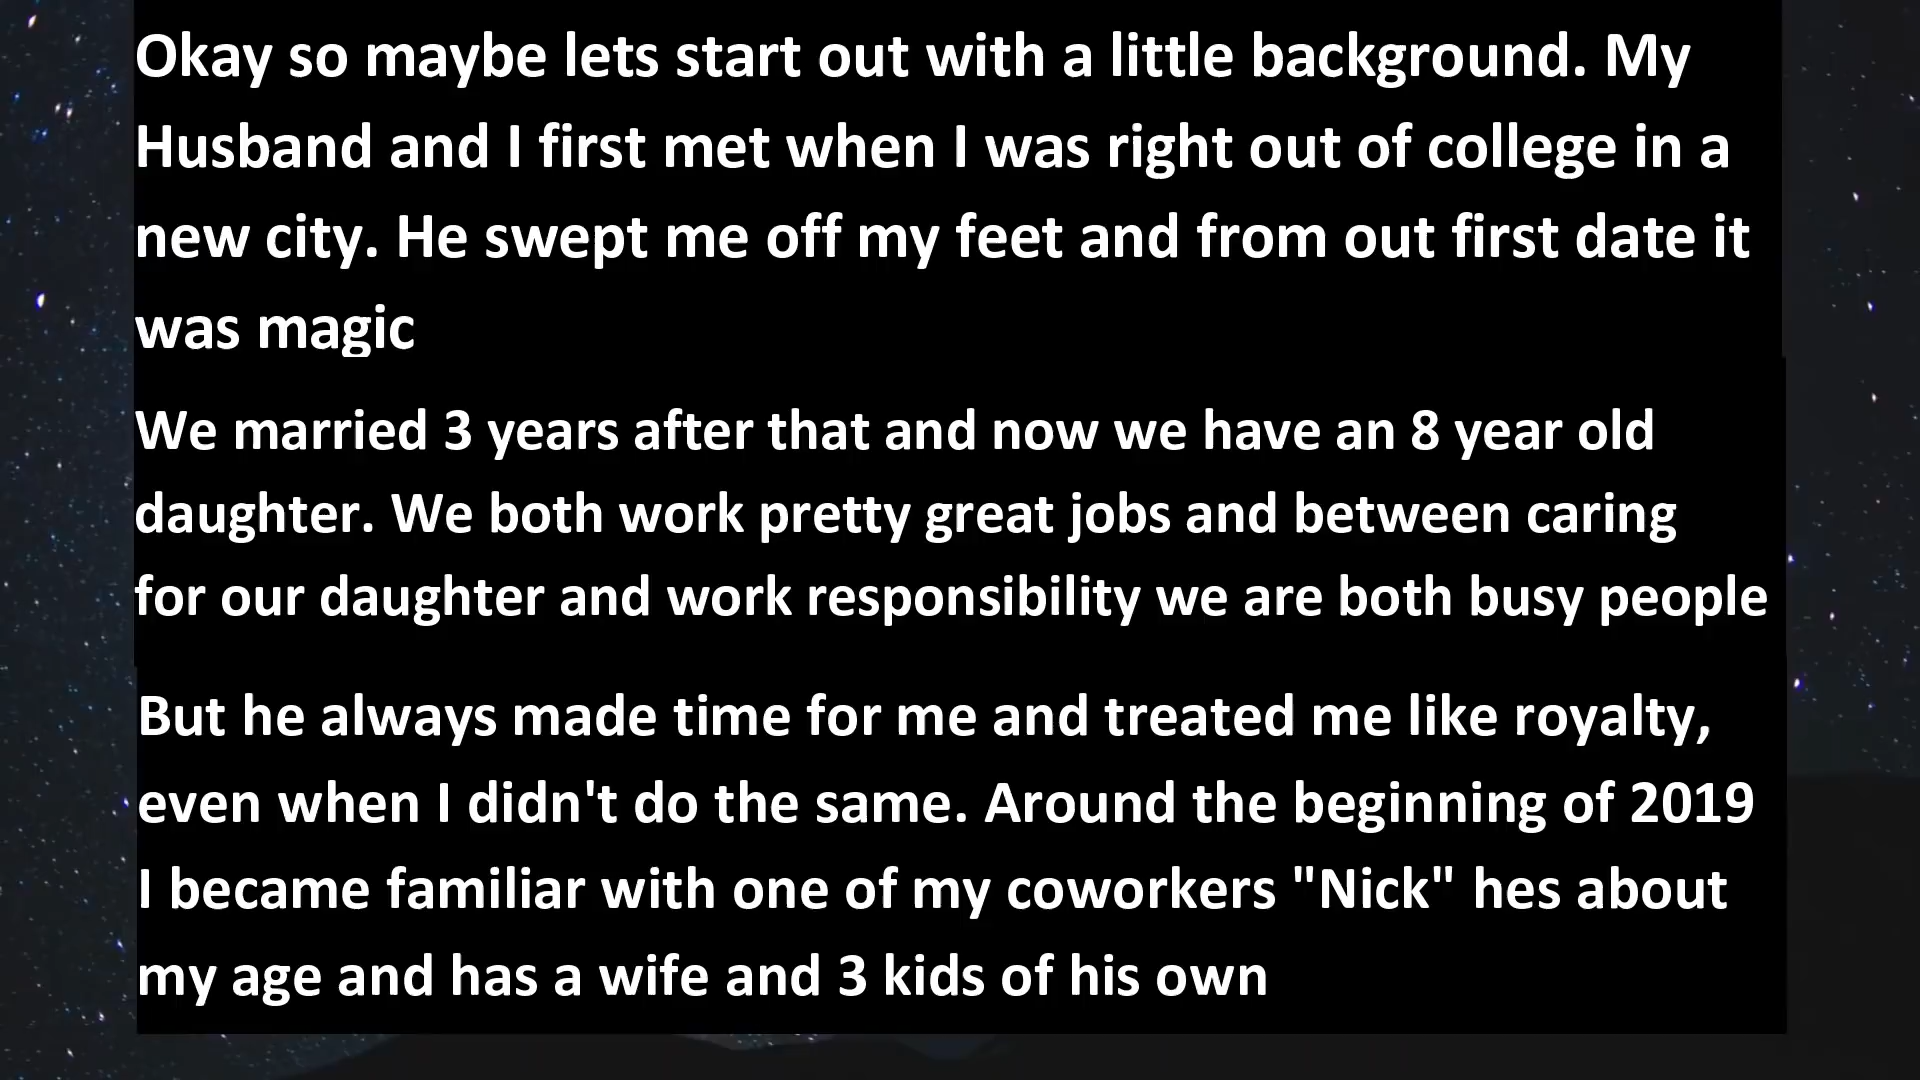 Okay so maybe lets start out with a little background. My
Husband and I first met when I was right out of college in a
new city. He swept me off my feet and from out first date it
was magic
We married 3 years after that and now we have an 8 year old
daughter. We both work pretty great jobs and between caring
for our daughter and work responsibility we are both busy people
But he always made time for me and treated me like royalty,
even when I didn't do the same. Around the beginning of 2019
I became familiar with one of my coworkers "Nick" hes about
my age and has a wife and 3 kids of his own